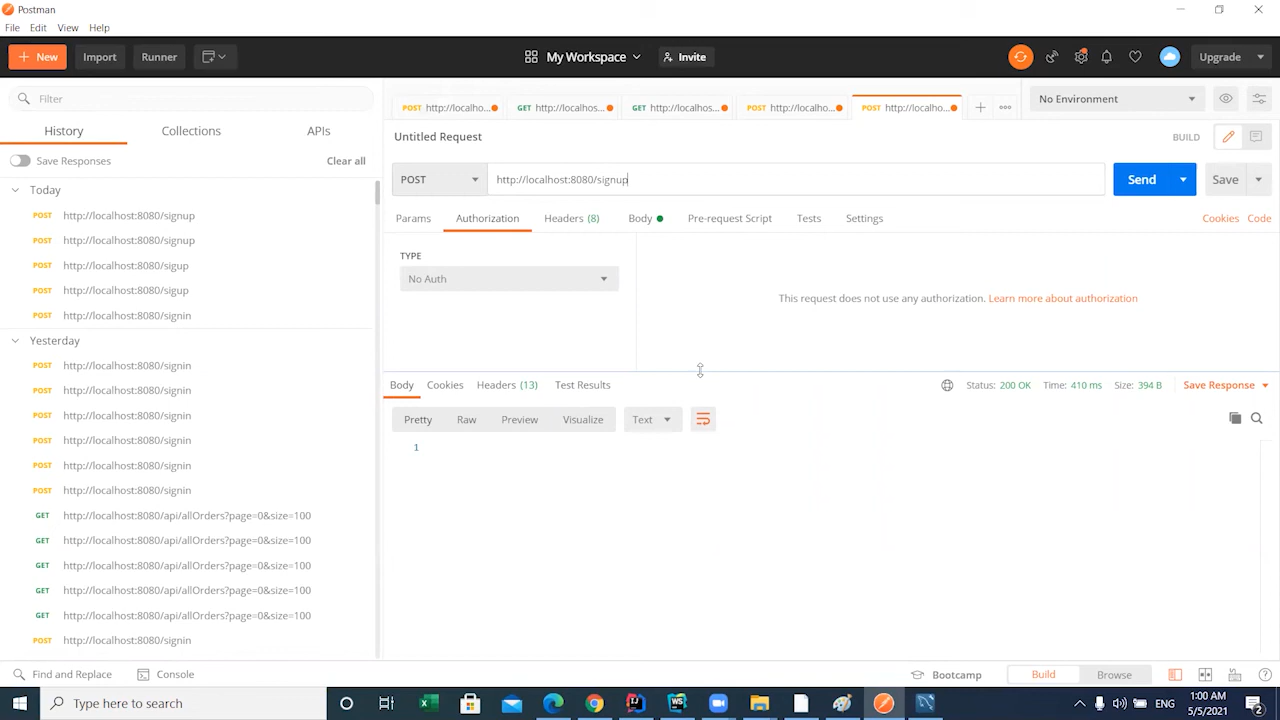 Postman
File Edit View Help
New Import Runner My Workspace Invite Upgrade
Filter
POST http://localho... GET http://localhos... GET http://localhos... POST http://localho... POST http://localho... No Environment
History Collections APIs
Untitled Request BUILD
Save Responses Clear all
POST http://localhost:8080/signup Send Save
Today
POST http://localhost:8080/signup
POST http://localhost:8080/signup
POST http://localhost:8080/sigup
POST http://localhost:8080/sigup
POST http://localhost:8080/signin
Yesterday
POST http://localhost:8080/signin
POST http://localhost:8080/signin
POST http://localhost:8080/signin
POST http://localhost:8080/signin
POST http://localhost:8080/signin
POST http://localhost:8080/signin
GET http://localhost:8080/api/allOrders?page=0&size=100
GET http://localhost:8080/api/allOrders?page=0&size=100
GET http://localhost:8080/api/allOrders?page=0&size=100
GET http://localhost:8080/api/allOrders?page=0&size=100
GET http://localhost:8080/api/allOrders?page=0&size=100
POST http://localhost:8080/signin
Params Authorization Headers (8) Body Pre-request Script Tests Settings Cookies Code
TYPE
No Auth
This request does not use any authorization. Learn more about authorization
Body Cookies Headers (13) Test Results Status: 200 OK Time: 410 ms Size: 394 B Save Response
Pretty Raw Preview Visualize Text
1
Find and Replace Console Bootcamp Build Browse
Type here to search ENG 1:00 AM
5/5/2021 2